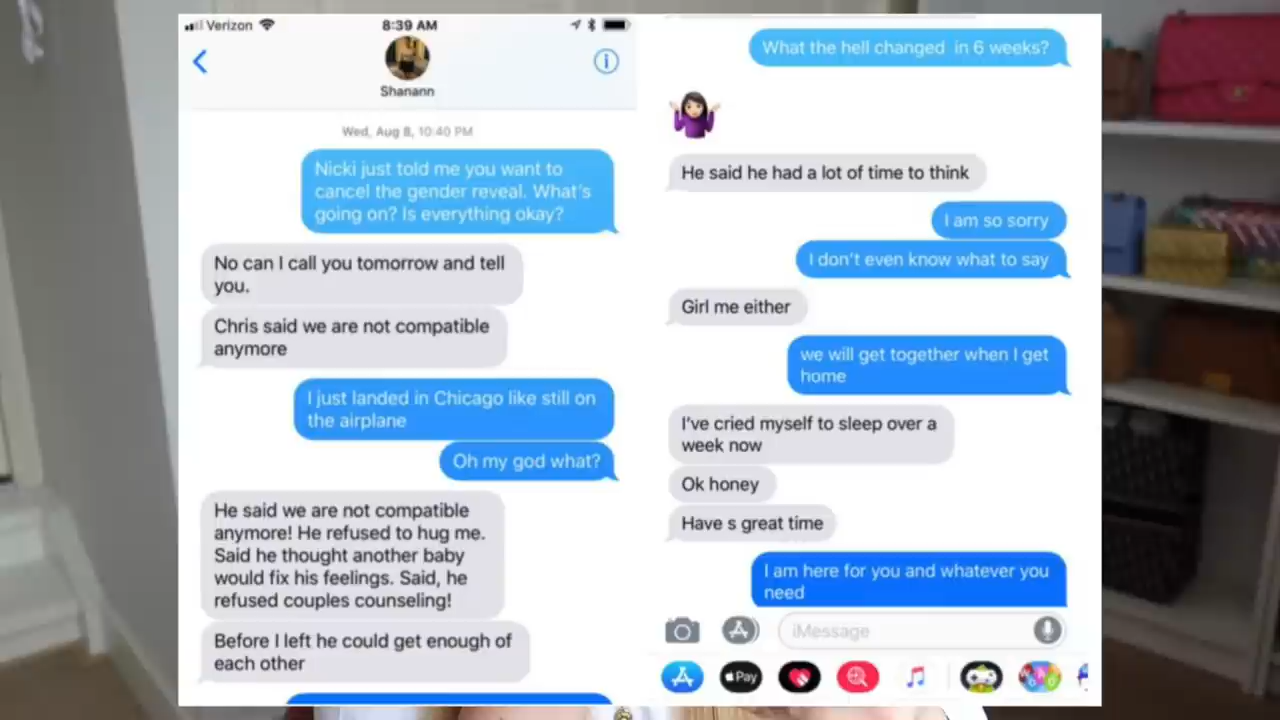 Verizon
8:39 AM
Shanann
Wed, Aug 8, 10:40 PM
Nicki just told me you want to
cancel the gender reveal. What's
going on? Is everything okay?
No can I call you tomorrow and tell
you.
Chris said we are not compatible
anymore
I just landed in Chicago like still on
the airplane
Oh my god what?
He said we are not compatible
anymore! He refused to hug me.
Said he thought another baby
would fix his feelings. Said, he
refused couples counseling!
Before I left he could get enough of
each other
What the hell changed in 6 weeks?
He said he had a lot of time to think
I am so sorry
I don't even know what to say
Girl me either
we will get together when I get
home
I've cried myself to sleep over a
week now
Ok honey
Have s great time
I am here for you and whatever you
need
iMessage
Pay